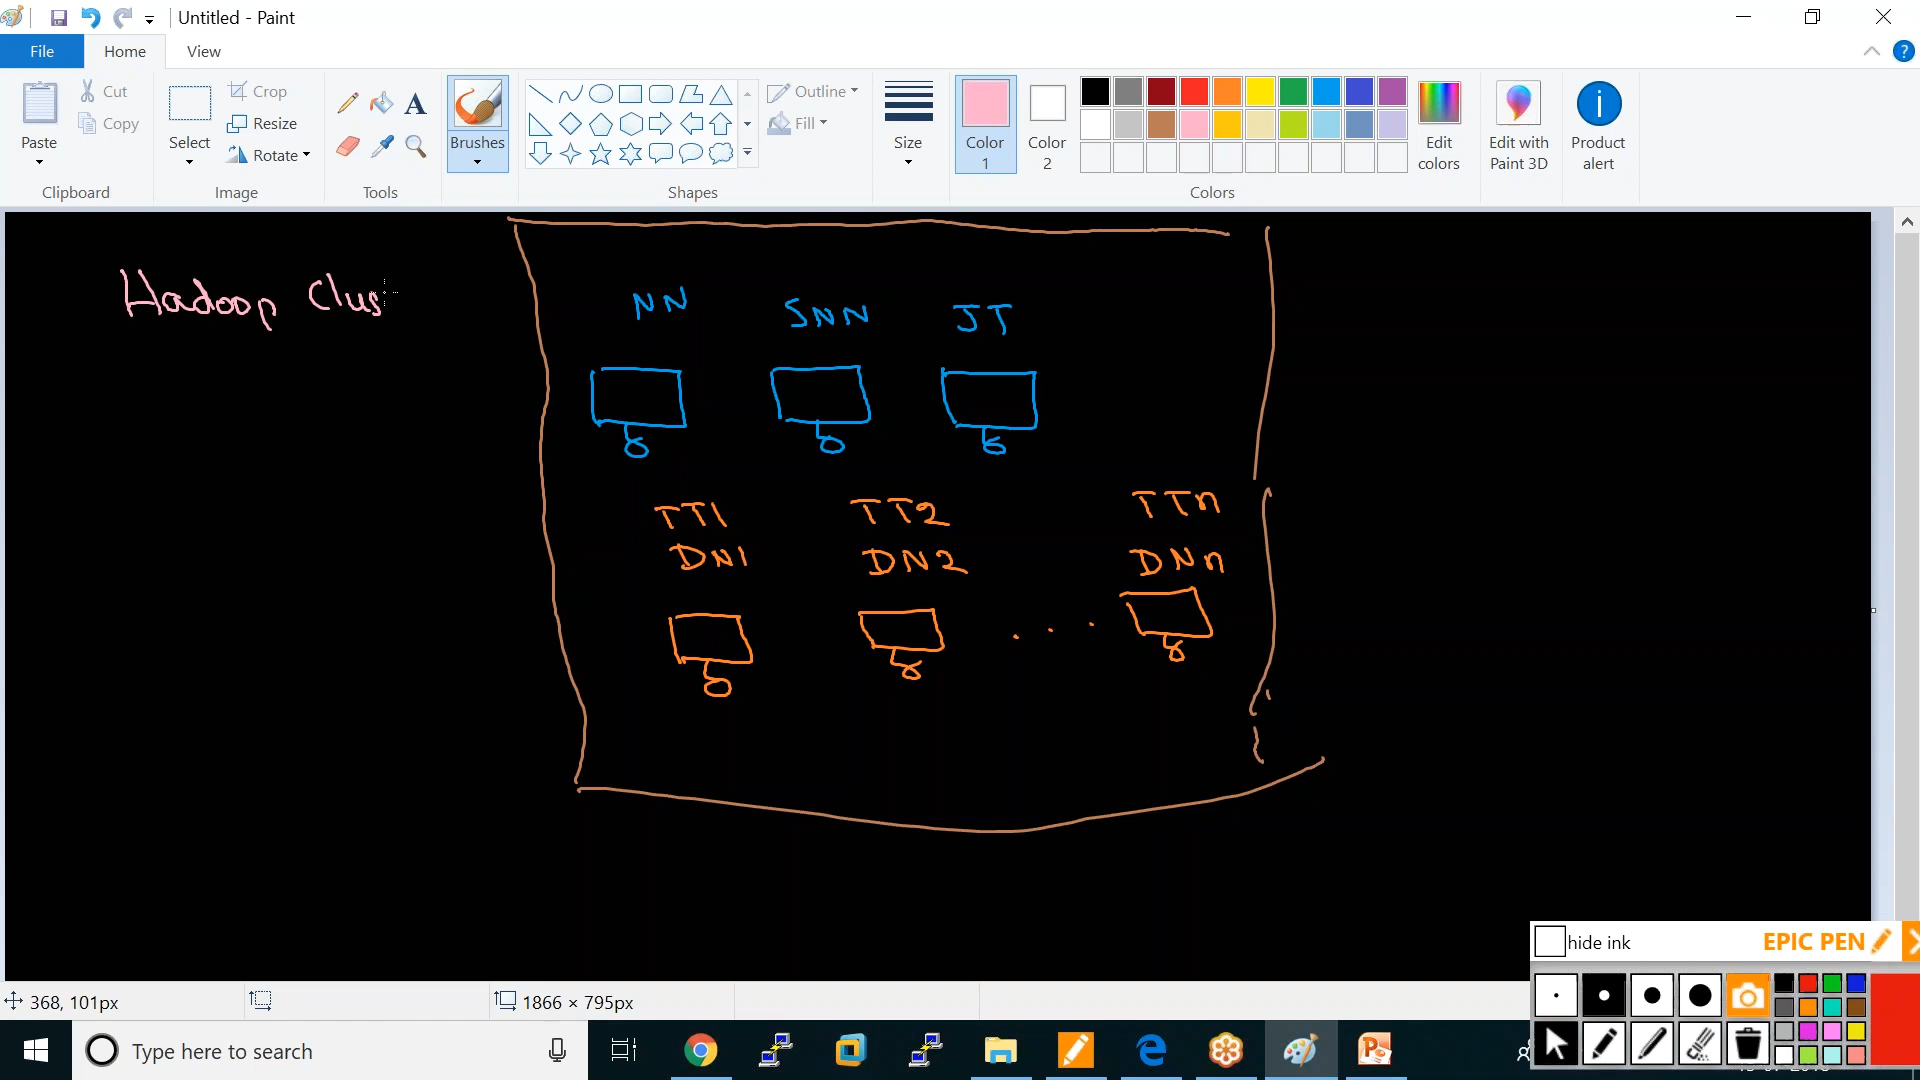 Untitled - Paint
File Home View
Paste
Cut
Copy
Clipboard
Select
Crop
Resize
Rotate
Image
Tools
Brushes
Shapes
Outline
Fill
Size
Color 1
Color 2
Colors
Edit colors
Edit with Paint 3D
Product alert
Hadoop Clus
NN SNN JT
TT1 TT2 TTn
DN1 DN2 DNn
hide ink EPIC PEN
368, 101px 1866 × 795px
Type here to search